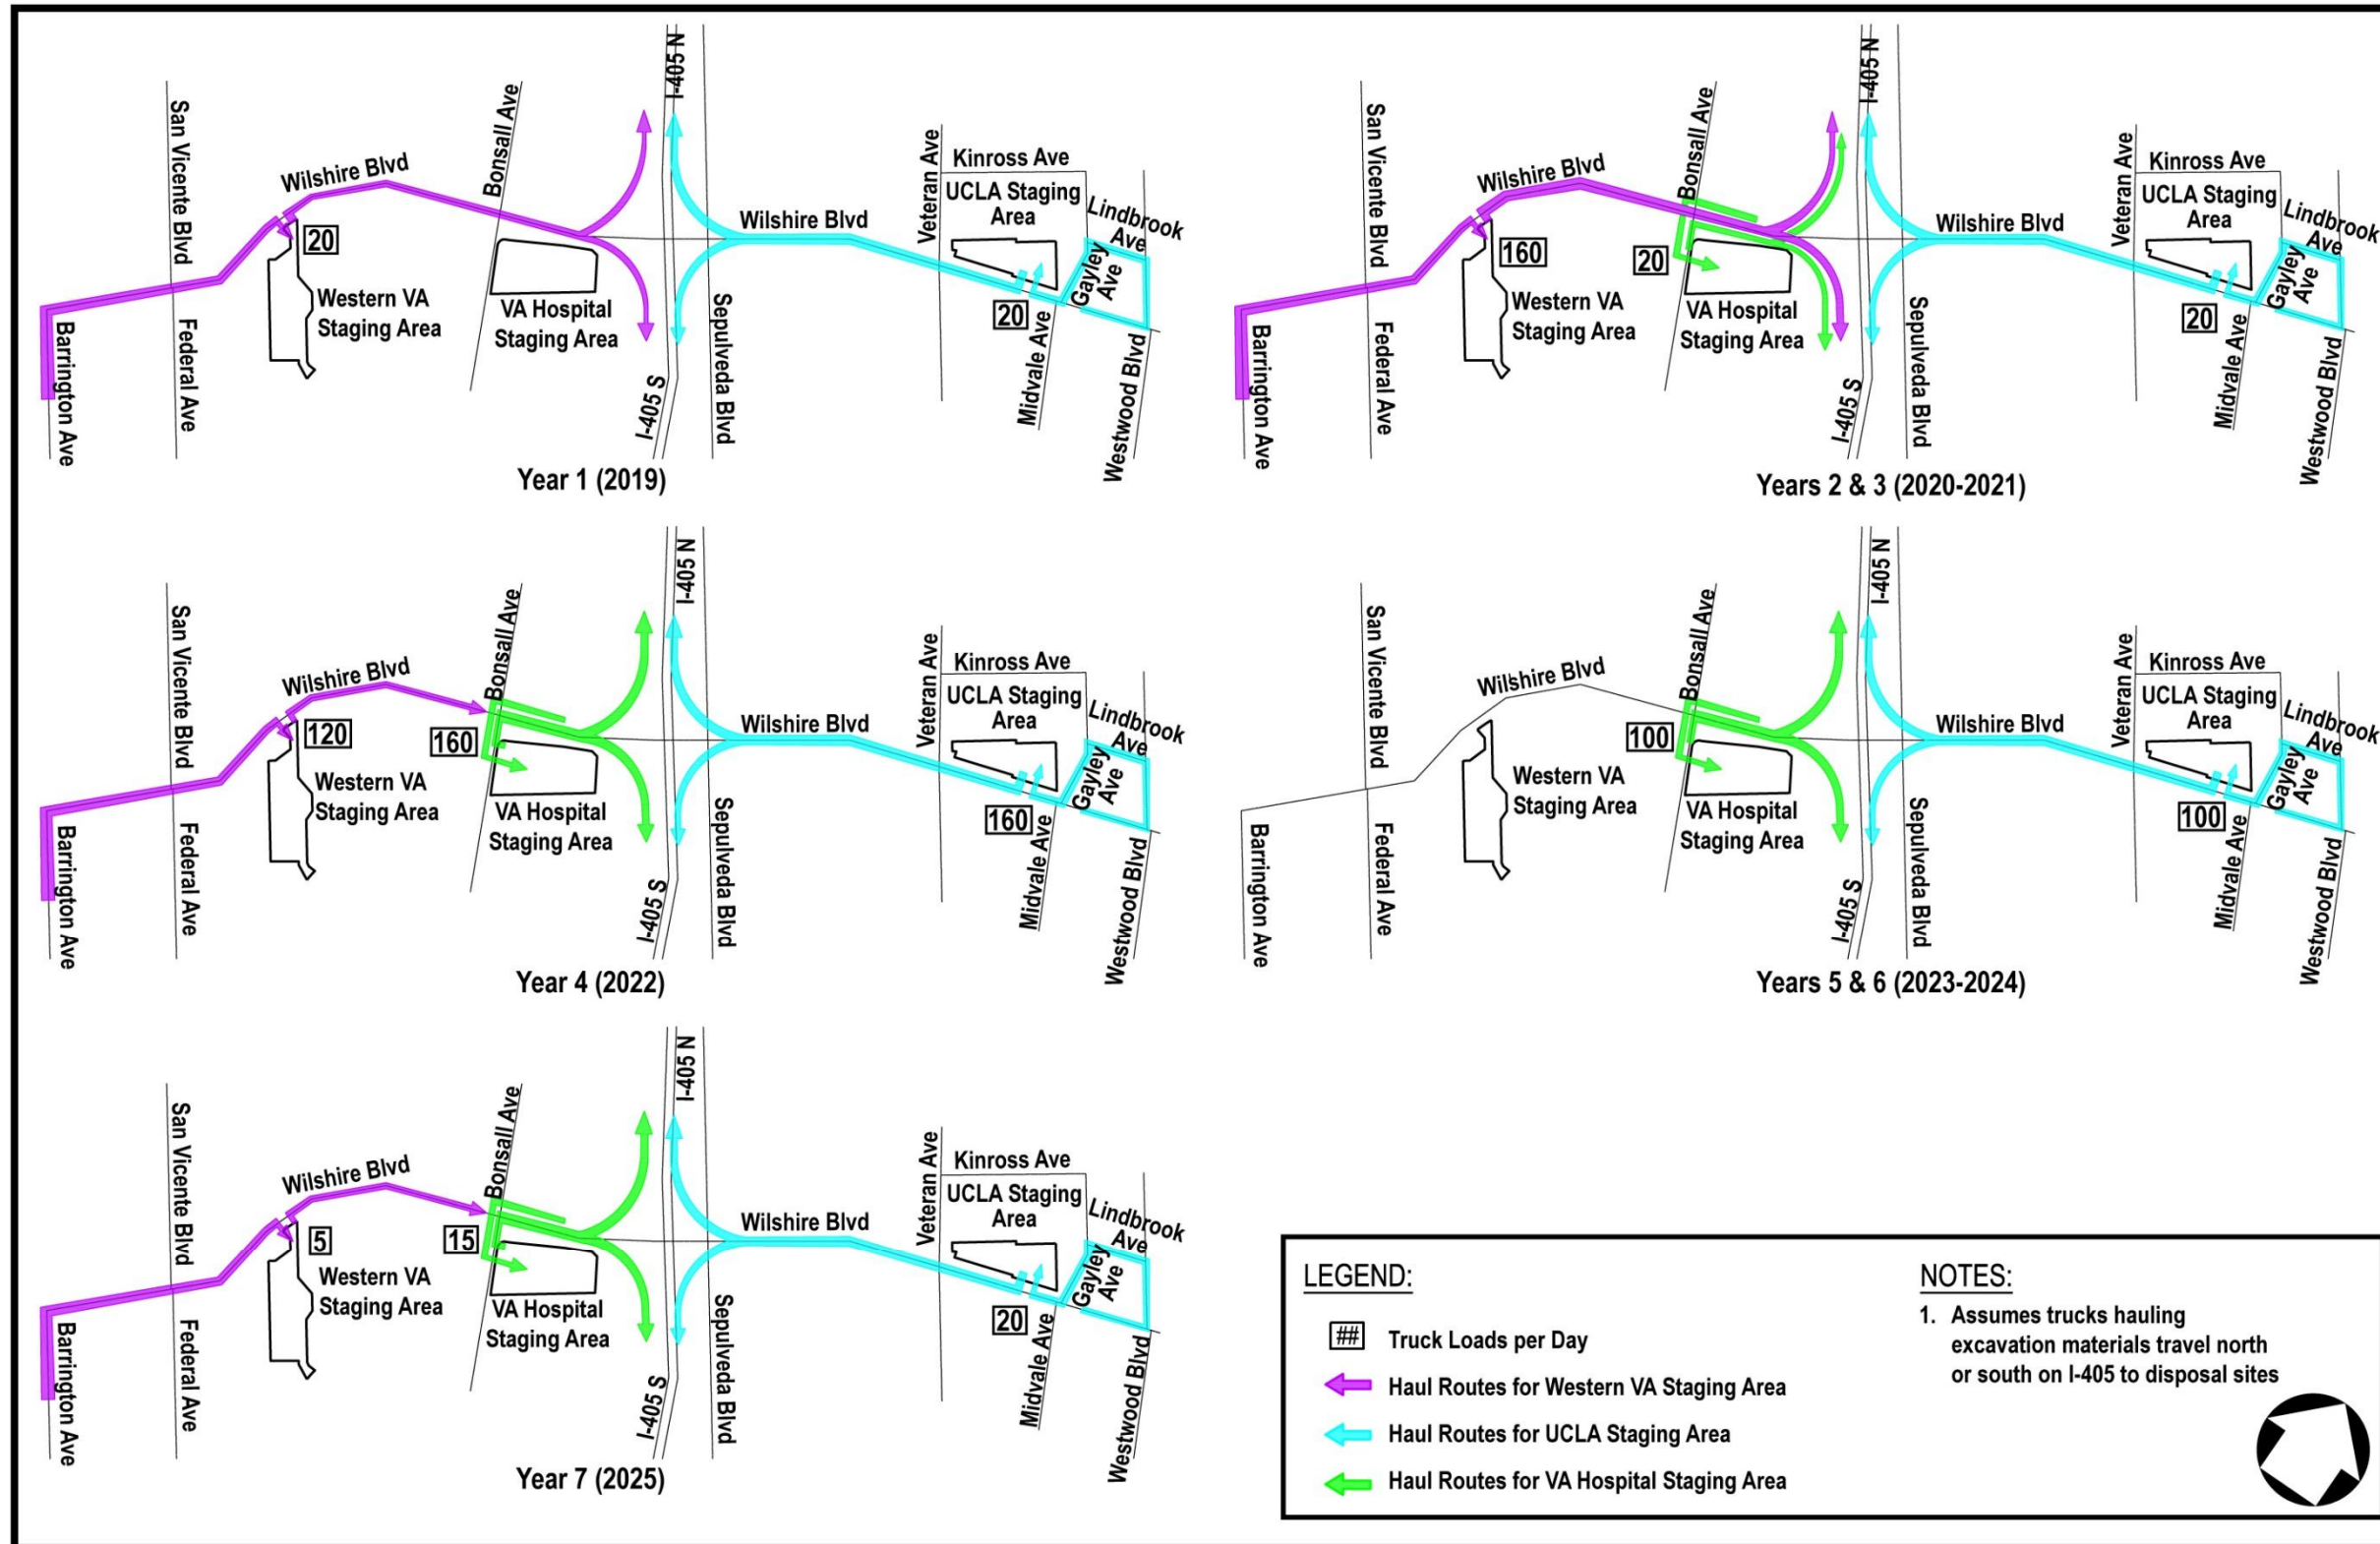 I-405 N
San Vicente Blvd
Bonsall Ave
Wilshire Blvd
Veteran Ave
Kinross Ave
UCLA Staging
Area
Lindbrook
Ave
Wilshire Blvd
20
Western VA
Staging Area
VA Hospital
Staging Area
Gayley
Ave
20
Barrington Ave
Federal Ave
I-405 S
Sepulveda Blvd
Midvale Ave
Westwood Blvd
Year 1 (2019)
I-405 N
San Vicente Blvd
Bonsall Ave
Wilshire Blvd
Veteran Ave
Kinross Ave
UCLA Staging
Area
Lindbrook
Ave
Wilshire Blvd
160
20
Western VA
Staging Area
VA Hospital
Staging Area
Gayley
Ave
20
Barrington Ave
Federal Ave
I-405 S
Sepulveda Blvd
Midvale Ave
Westwood Blvd
Years 2 & 3 (2020-2021)
I-405 N
San Vicente Blvd
Bonsall Ave
Wilshire Blvd
Veteran Ave
Kinross Ave
UCLA Staging
Area
Lindbrook
Ave
Wilshire Blvd
120
160
Western VA
Staging Area
VA Hospital
Staging Area
Gayley
Ave
160
Barrington Ave
Federal Ave
I-405 S
Sepulveda Blvd
Midvale Ave
Westwood Blvd
Year 4 (2022)
I-405 N
San Vicente Blvd
Bonsall Ave
Wilshire Blvd
Veteran Ave
Kinross Ave
UCLA Staging
Area
Lindbrook
Ave
Wilshire Blvd
100
Western VA
Staging Area
VA Hospital
Staging Area
Gayley
Ave
100
Barrington Ave
Federal Ave
I-405 S
Sepulveda Blvd
Midvale Ave
Westwood Blvd
Years 5 & 6 (2023-2024)
I-405 N
San Vicente Blvd
Bonsall Ave
Wilshire Blvd
Veteran Ave
Kinross Ave
UCLA Staging
Area
Lindbrook
Ave
Wilshire Blvd
5
15
Western VA
Staging Area
VA Hospital
Staging Area
Gayley
Ave
20
Barrington Ave
Federal Ave
I-405 S
Sepulveda Blvd
Midvale Ave
Westwood Blvd
Year 7 (2025)
LEGEND:
## Truck Loads per Day
Haul Routes for Western VA Staging Area
Haul Routes for UCLA Staging Area
Haul Routes for VA Hospital Staging Area
NOTES:
1. Assumes trucks hauling
excavation materials travel north
or south on I-405 to disposal sites